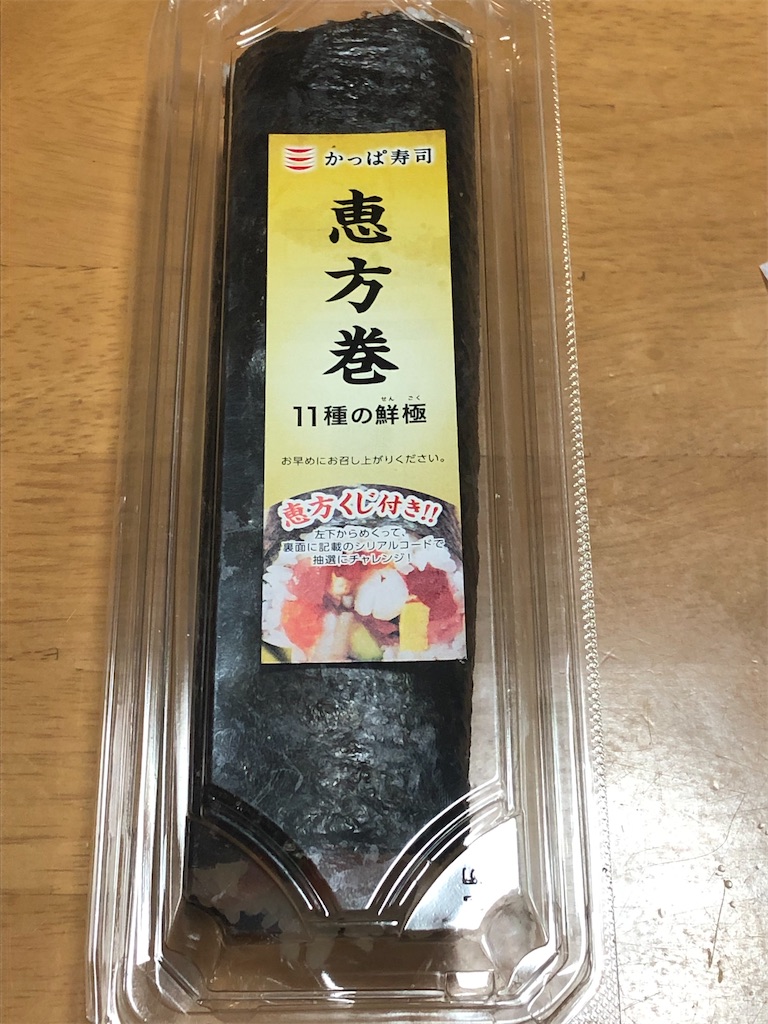 かっぱ寿司
恵方巻
せんごく
11種の鮮極
お早めにお召し上がりください。
恵方くじ付き!!
左下からめくって、
裏面に記載のシリアルコードで
抽選にチャレンジ!